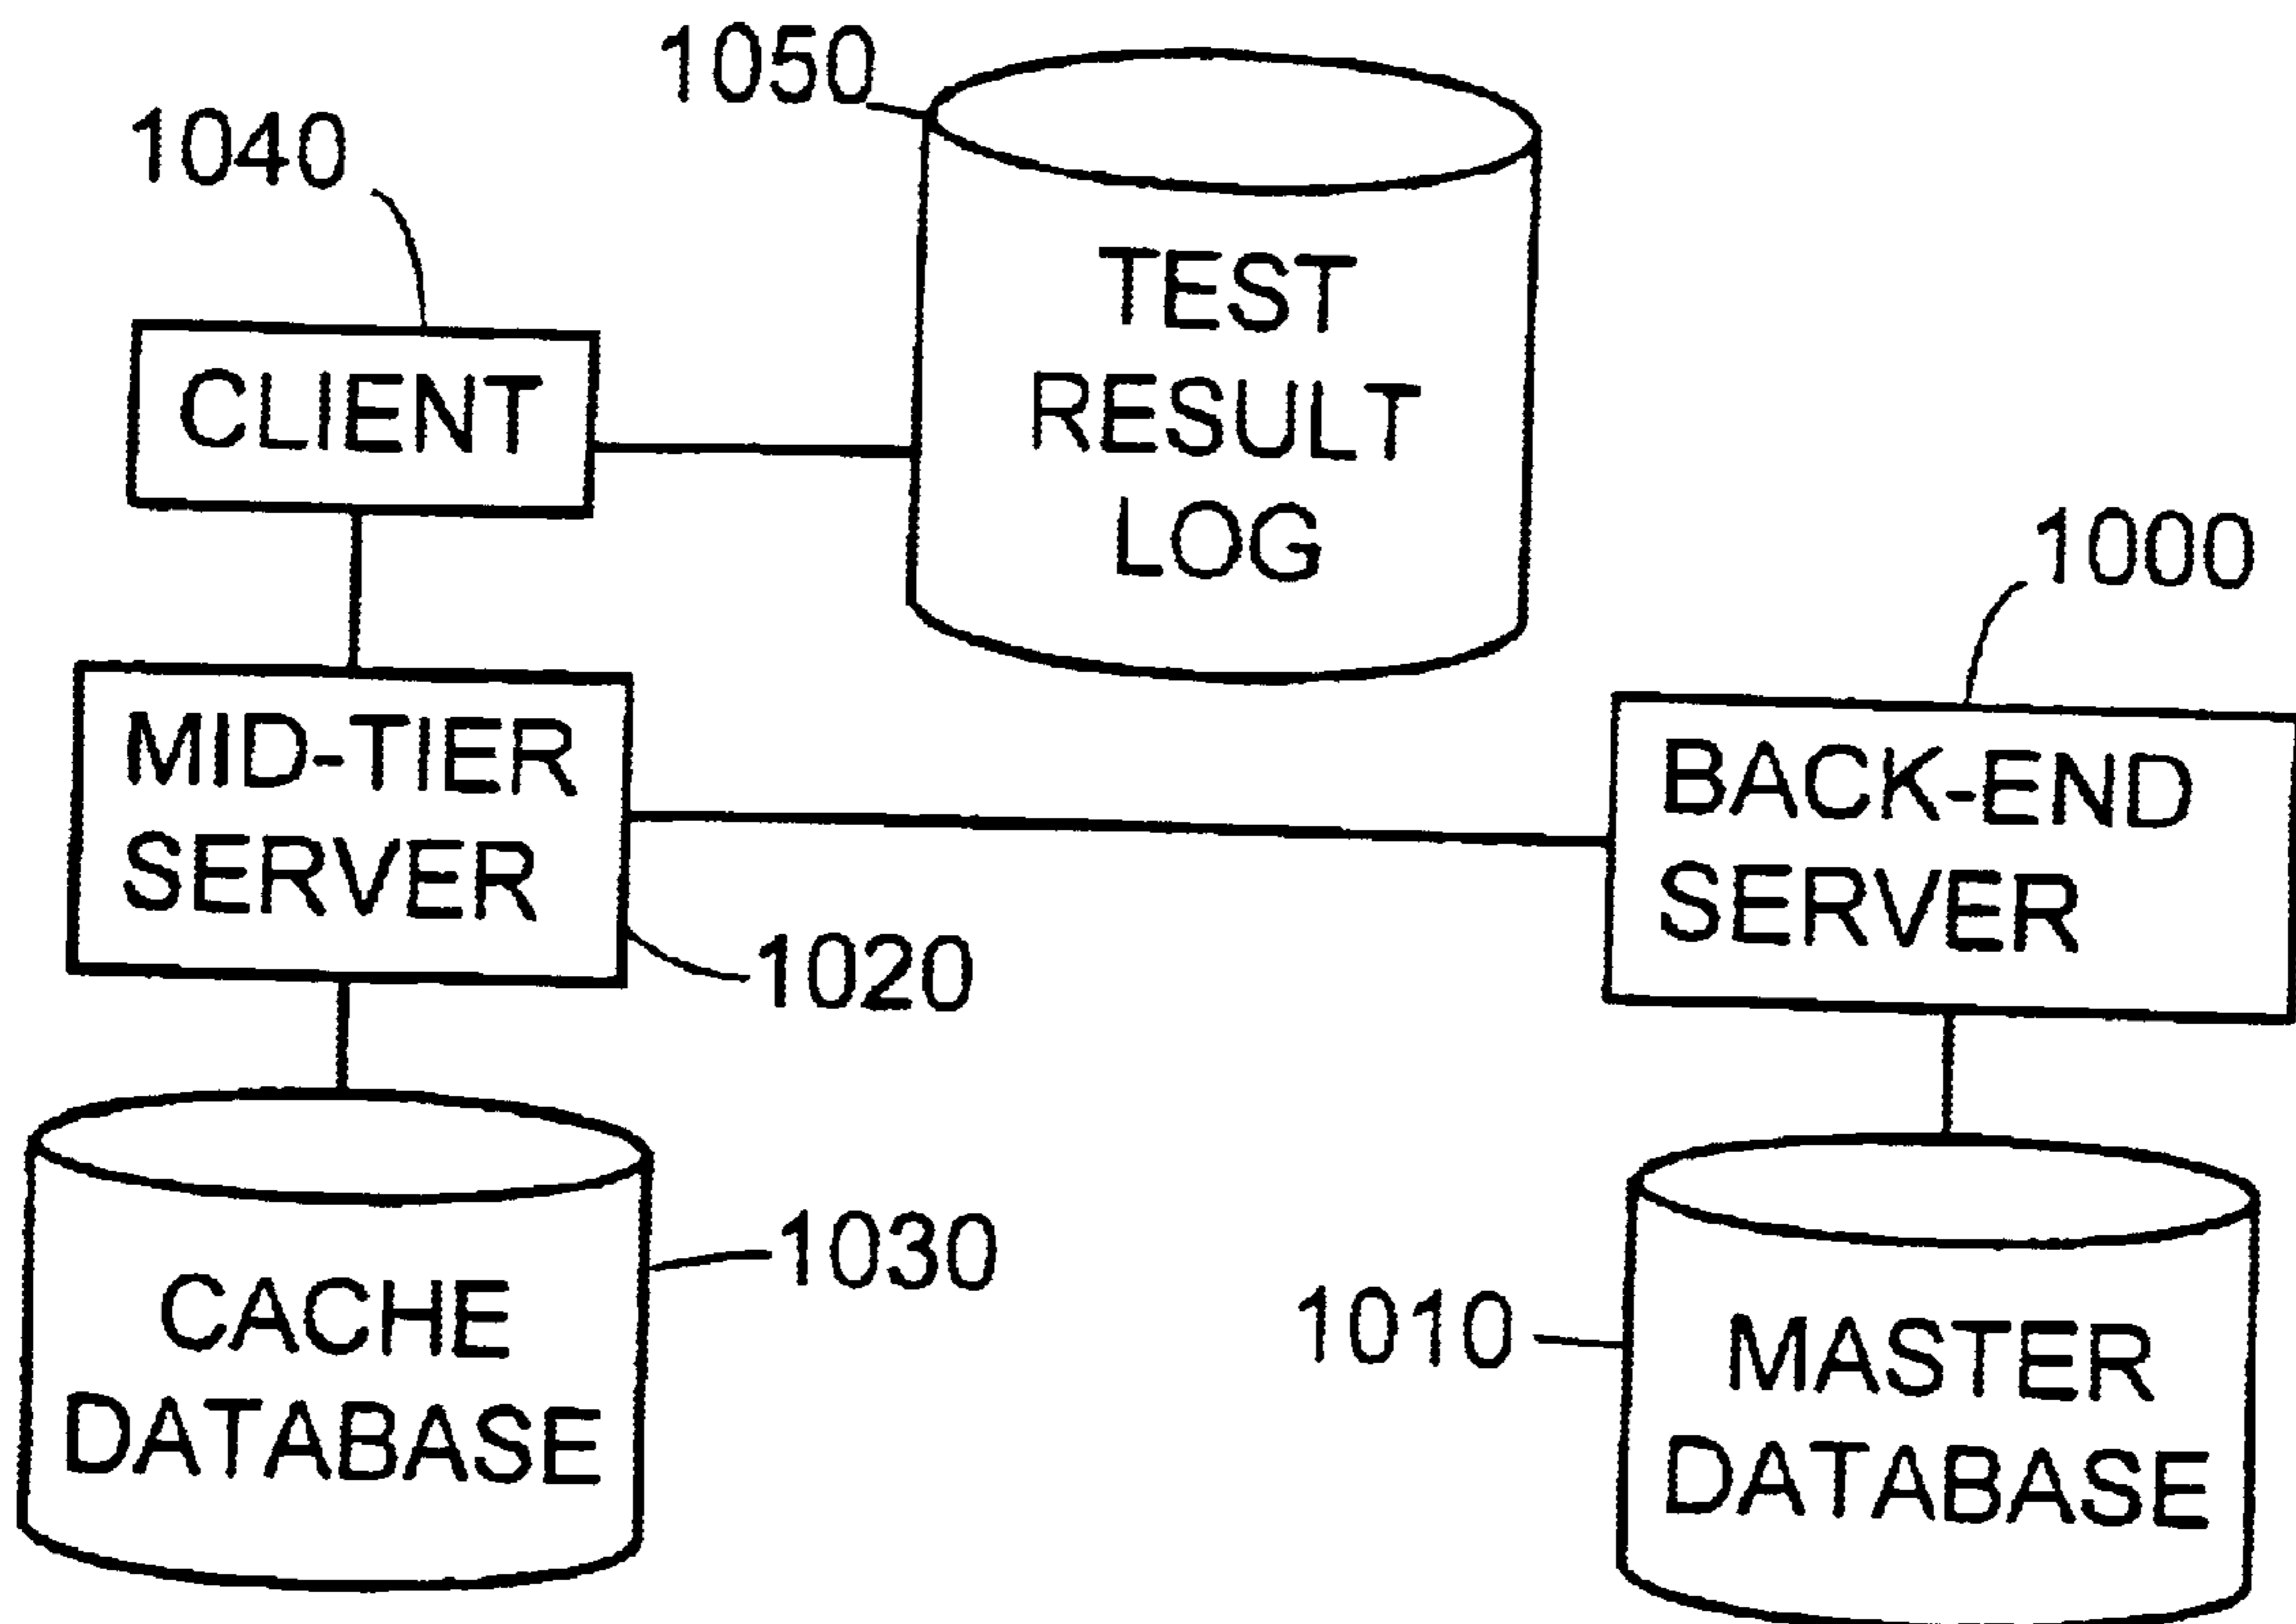 1050
1040
TEST
RESULT
LOG
CLIENT
1000
MID-TIER
SERVER
BACK-END
SERVER
1020
1030
CACHE
DATABASE
1010
MASTER
DATABASE